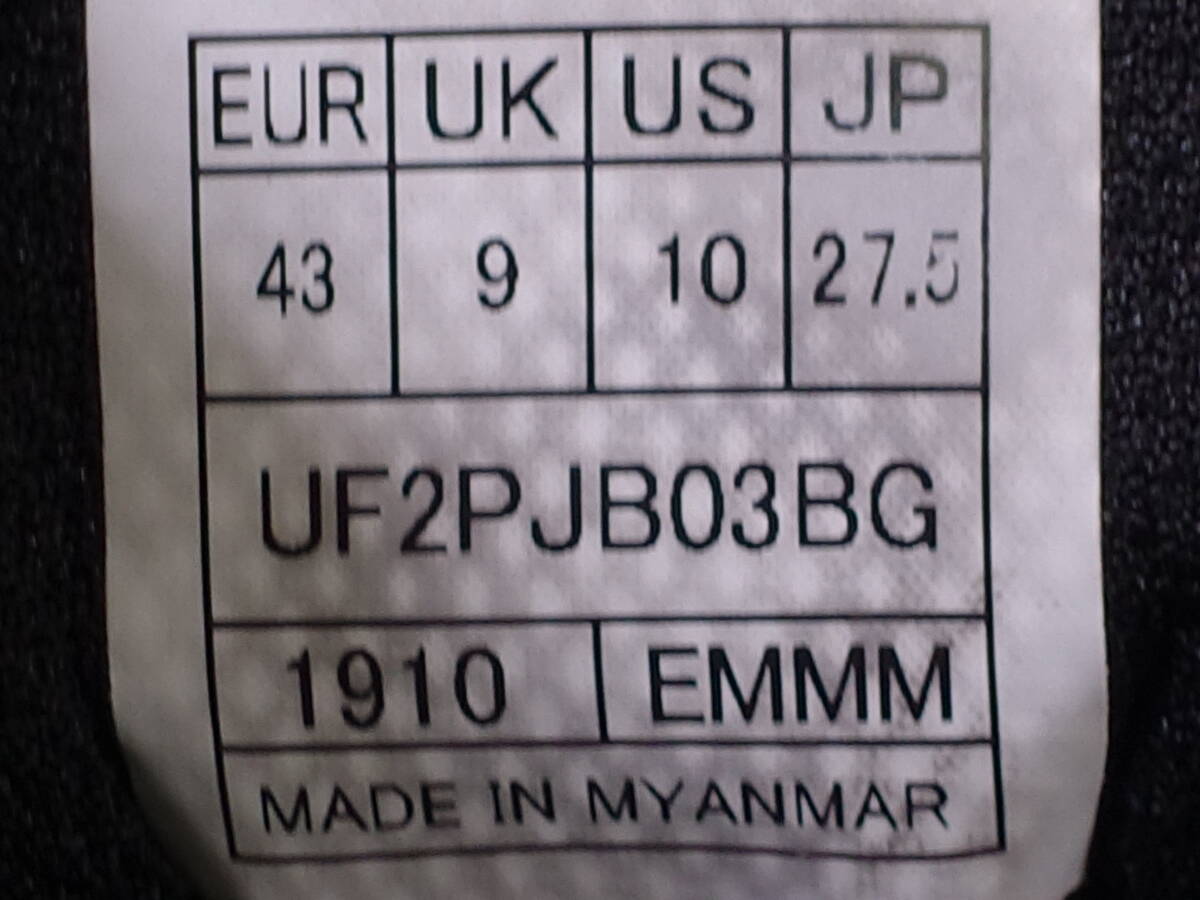 EUR UK US JP
43 9 10 27.5
UF2PJB03BG
1910 EMMM
MADE IN MYANMAR